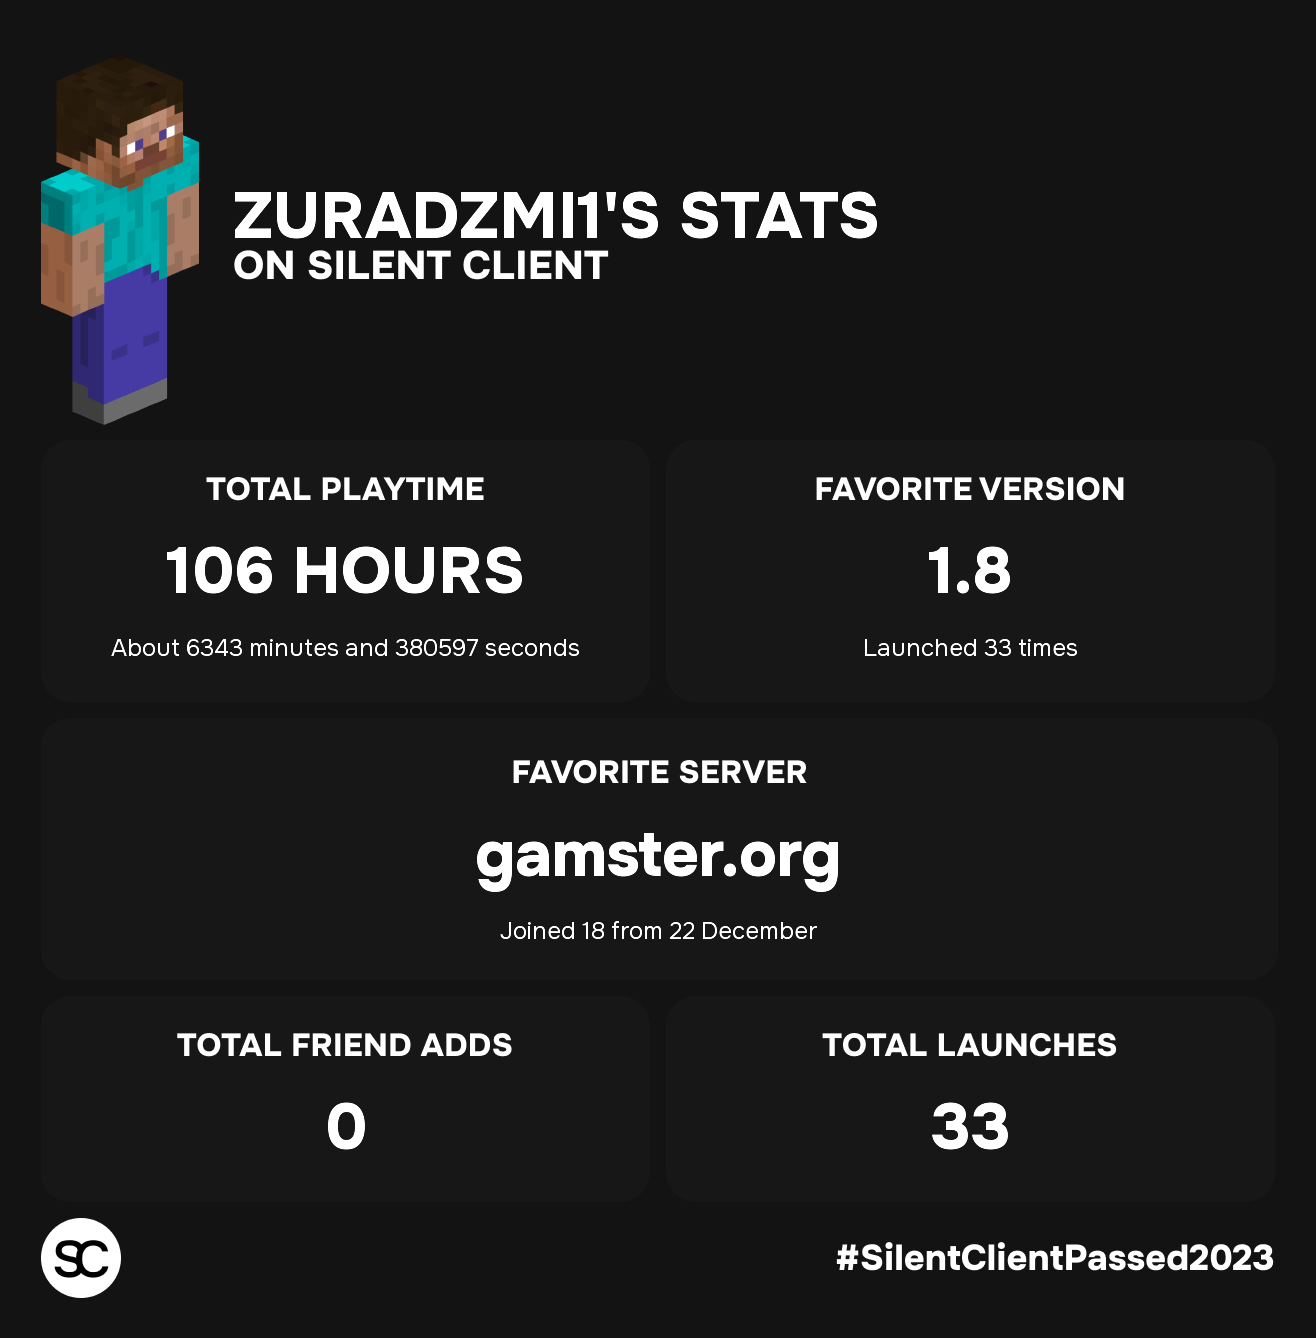 ZURADZMI1'S STATS
ON SILENT CLIENT
TOTAL PLAYTIME
106 HOURS
About 6343 minutes and 380597 seconds
FAVORITE VERSION
1.8
Launched 33 times
FAVORITE SERVER
gamster.org
Joined 18 from 22 December
TOTAL FRIEND ADDS
0
TOTAL LAUNCHES
33
SC
#SilentClientPassed2023